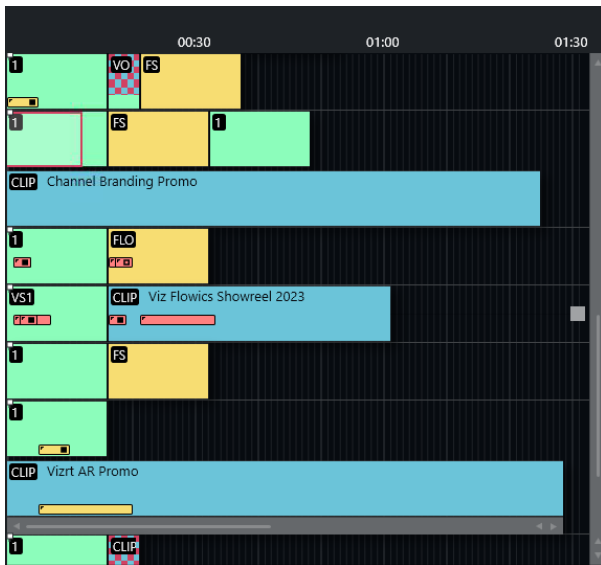 00:30 01:00 01:30
1 VO FS
1 FS 1
CLIP Channel Branding Promo
1 FLO
VS1 CLIP Viz Flowics Showreel 2023
1 FS
1
CLIP Vizrt AR Promo
1 CLIP